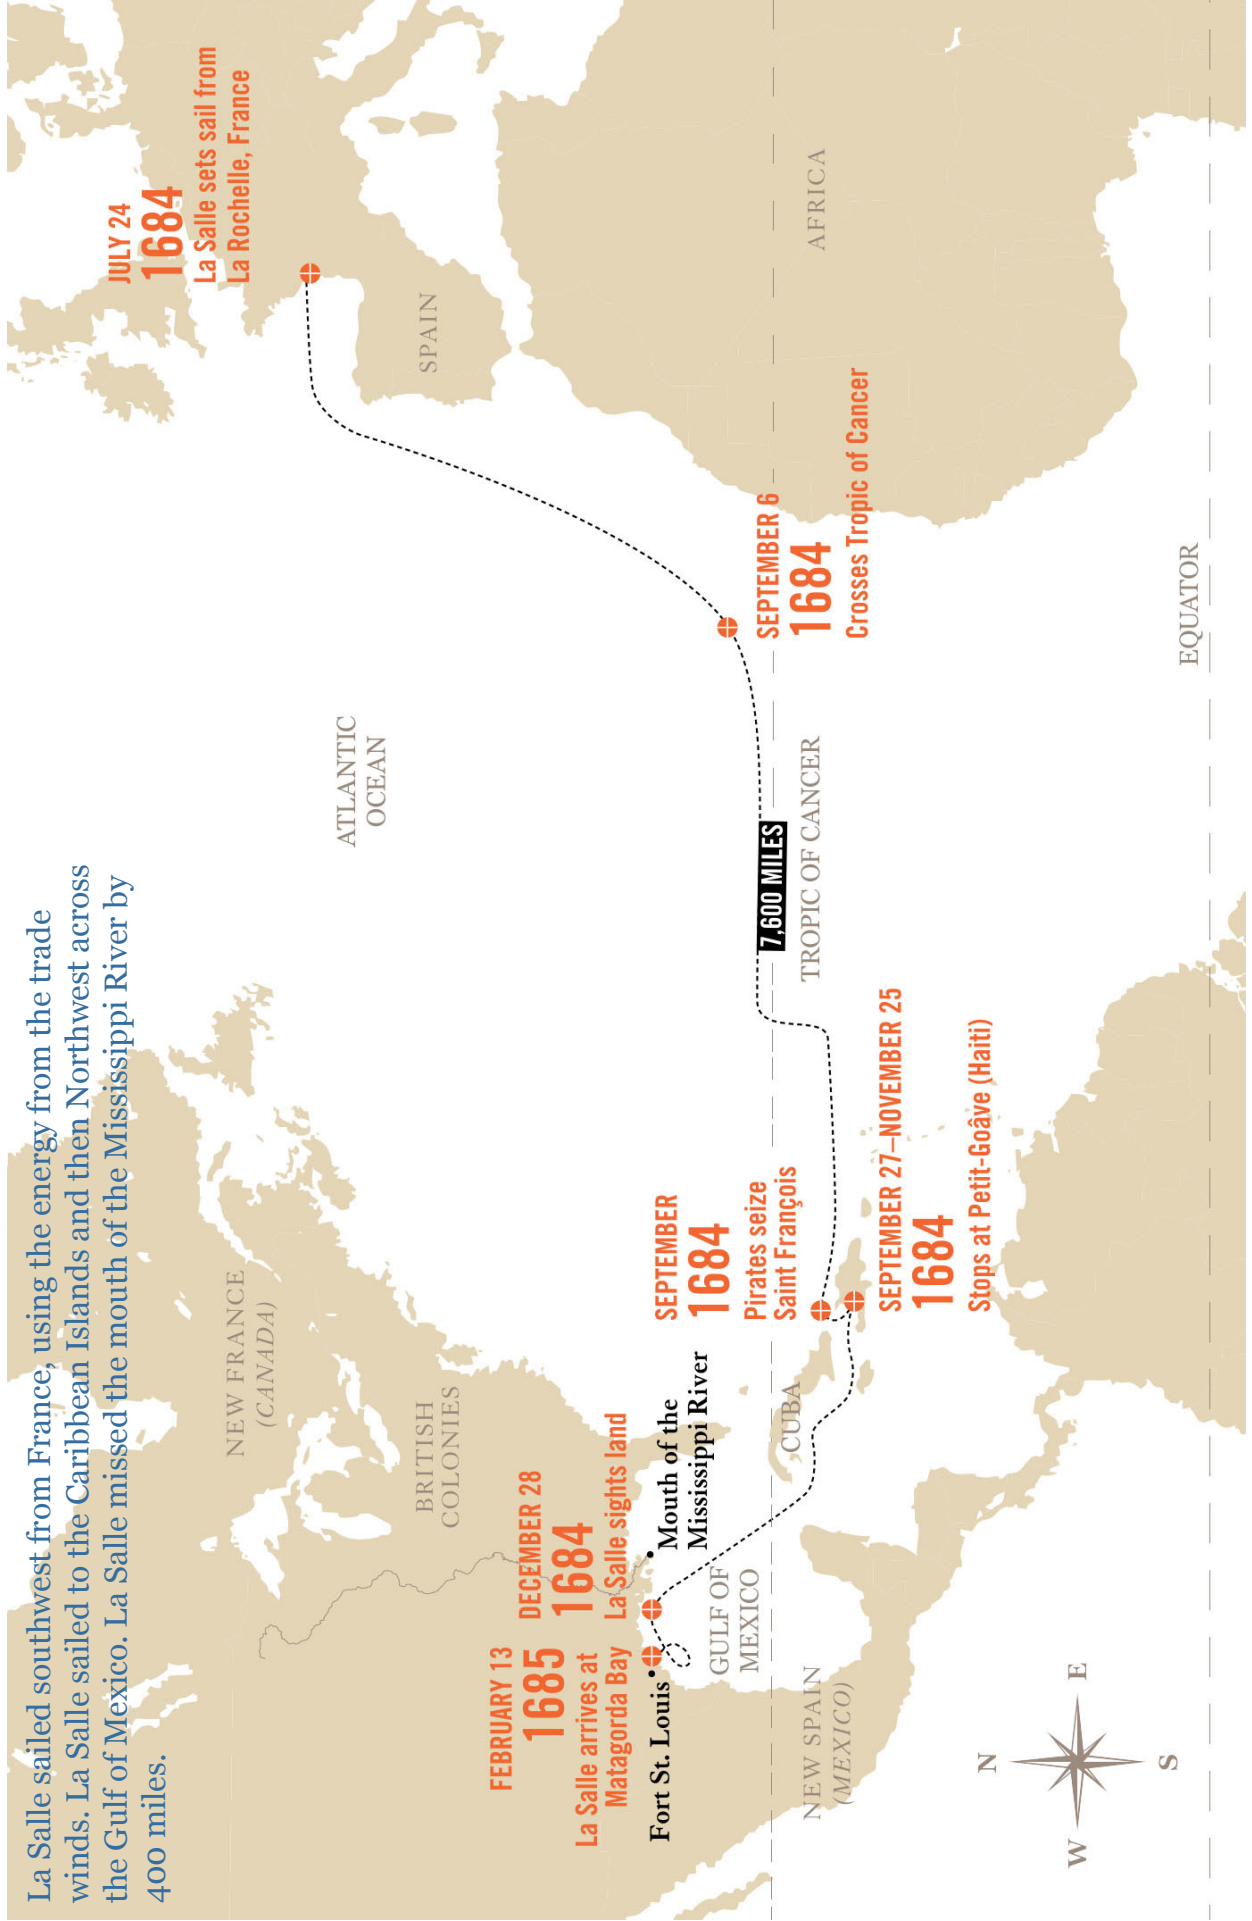 La Salle sailed southwest from France, using the energy from the trade
winds. La Salle sailed to the Caribbean Islands and then Northwest across
the Gulf of Mexico. La Salle missed the mouth of the Mississippi River by
400 miles.
JULY 24
1684
La Salle sets sail from
La Rochelle, France
NEW FRANCE
(CANADA)
ATLANTIC
OCEAN
SPAIN
BRITISH
COLONIES
FEBRUARY 13
1685
La Salle arrives at
Matagorda Bay
DECEMBER 28
1684
La Salle sights land
Fort St. Louis
Mouth of the
Mississippi River
SEPTEMBER
1684
Pirates seize
Saint François
GULF OF
MEXICO
CUBA
7,600 MILES
TROPIC OF CANCER
SEPTEMBER 6
1684
Crosses Tropic of Cancer
AFRICA
NEW SPAIN
(MEXICO)
SEPTEMBER 27–NOVEMBER 25
1684
Stops at Petit-Goâve (Haiti)
N
W
E
S
EQUATOR